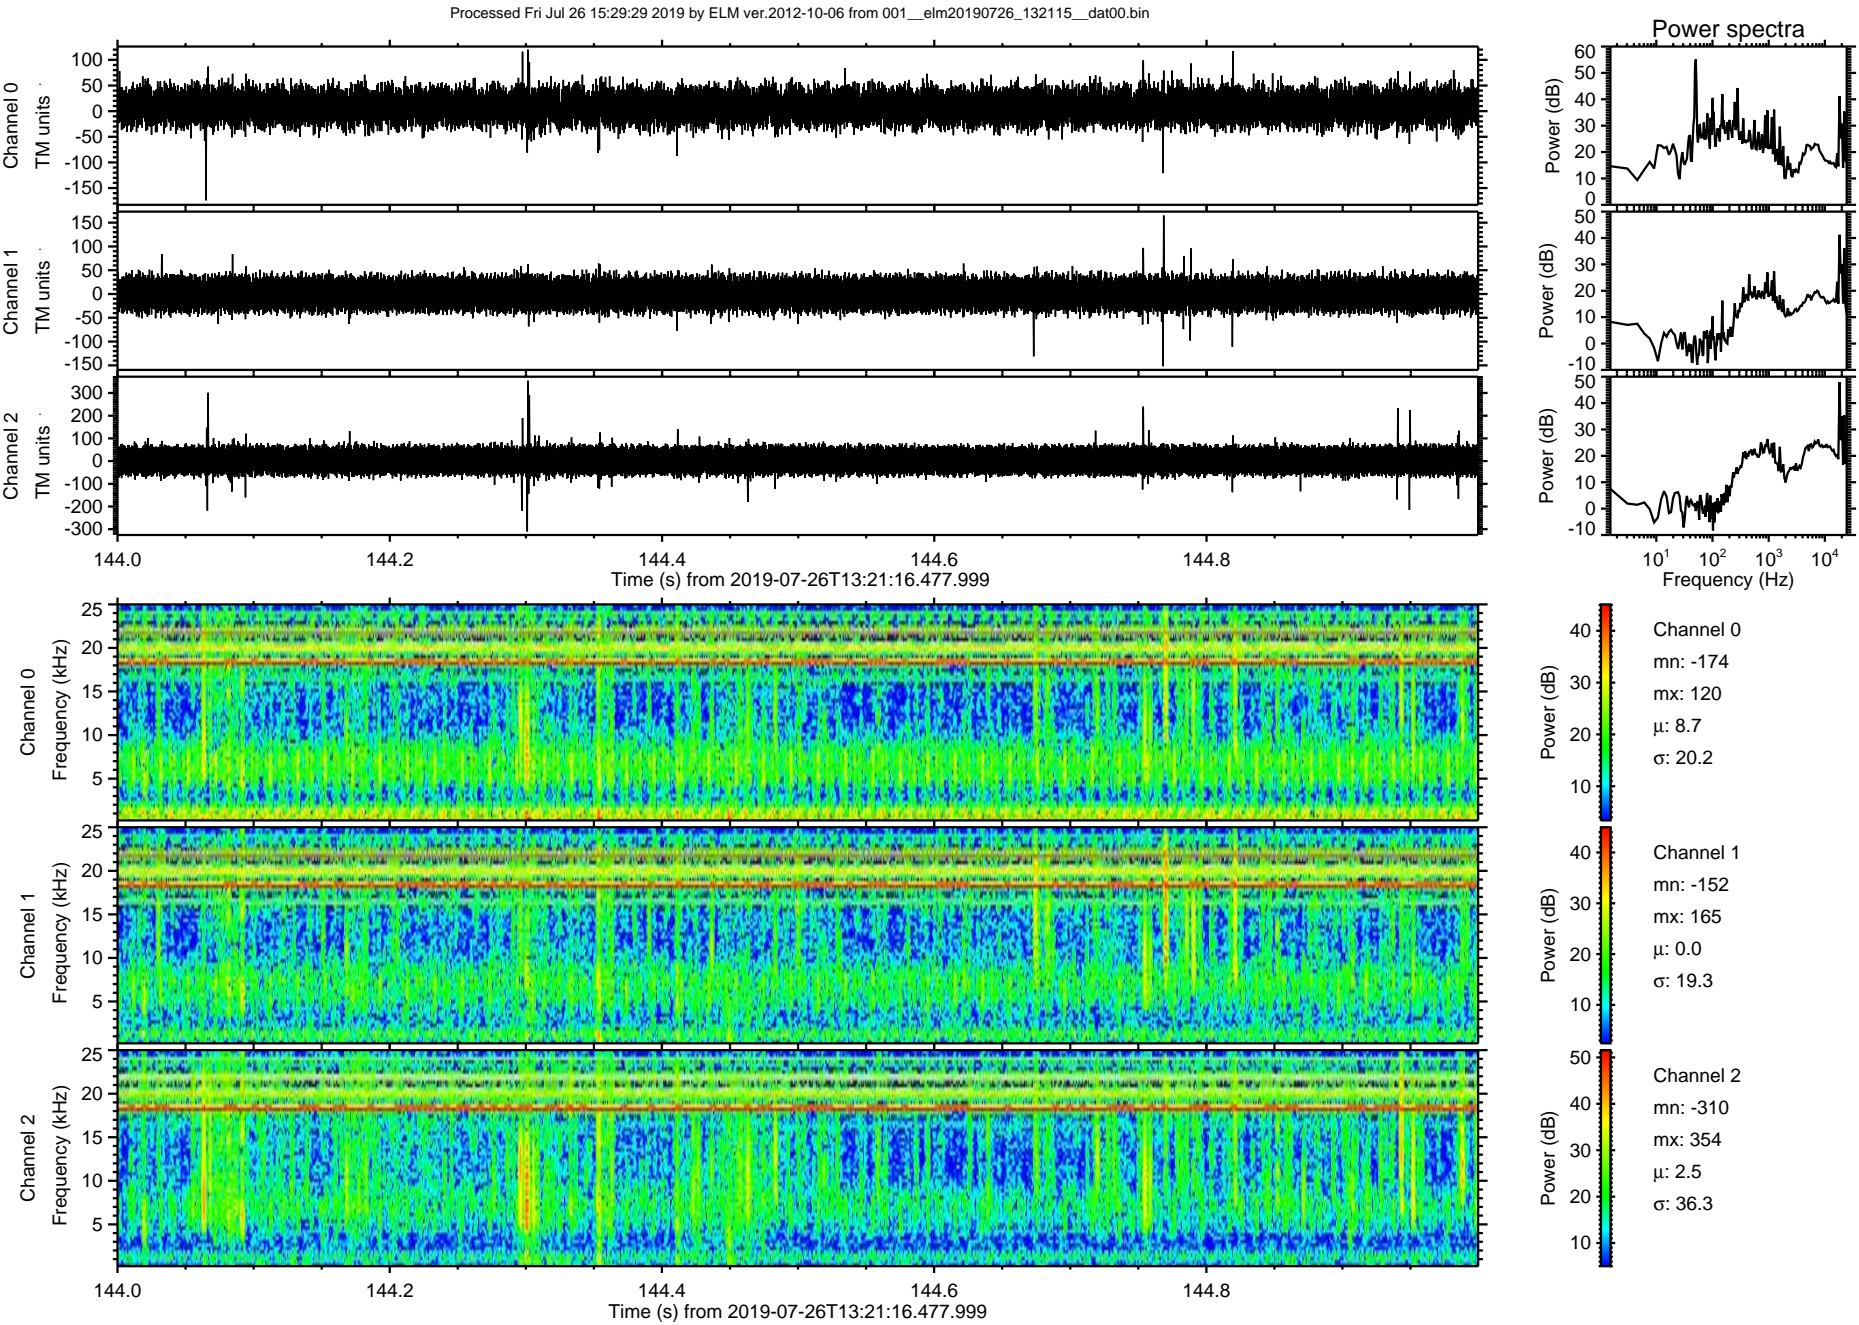 Processed Fri Jul 26 15:29:29 2019 by ELM ver.2012-10-06 from 001__elm20190726_132115__dat00.bin
Power spectra
Channel 0
TM units
100
50
0
-50
-100
-150
Power (dB)
60
50
40
30
20
10
0
Channel 1
TM units
150
100
50
0
-50
-100
-150
Power (dB)
50
40
30
20
10
0
-10
Channel 2
TM units
300
200
100
0
-100
-200
-300
Power (dB)
50
40
30
20
10
0
-10
144.0 144.2 144.4 144.6 144.8
Time (s) from 2019-07-26T13:21:16.477.999
10¹ 10² 10³ 10⁴
Frequency (Hz)
Channel 0
Frequency (kHz)
25
20
15
10
5
Power (dB)
40
30
20
10
Channel 0
mn: -174
mx: 120
µ: 8.7
σ: 20.2
Channel 1
Frequency (kHz)
25
20
15
10
5
Power (dB)
40
30
20
10
Channel 1
mn: -152
mx: 165
µ: 0.0
σ: 19.3
Channel 2
Frequency (kHz)
25
20
15
10
5
Power (dB)
50
40
30
20
10
Channel 2
mn: -310
mx: 354
µ: 2.5
σ: 36.3
144.0 144.2 144.4 144.6 144.8
Time (s) from 2019-07-26T13:21:16.477.999